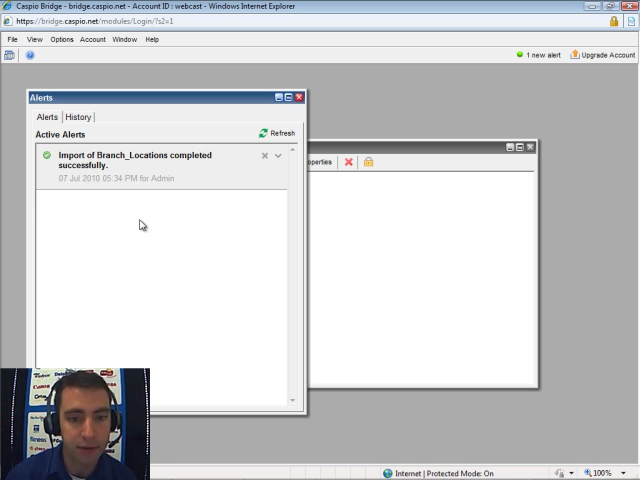 Caspio Bridge - bridge.caspio.net - Account ID : webcast - Windows Internet Explorer
https://bridge.caspio.net/modules/Login/?s2=1
File View Options Account Window Help
1 new alert Upgrade Account
Alerts
Alerts History
Active Alerts Refresh
Import of Branch_Locations completed
successfully.
07 Jul 2010 05:34 PM for Admin
operties
Internet | Protected Mode: On 100%